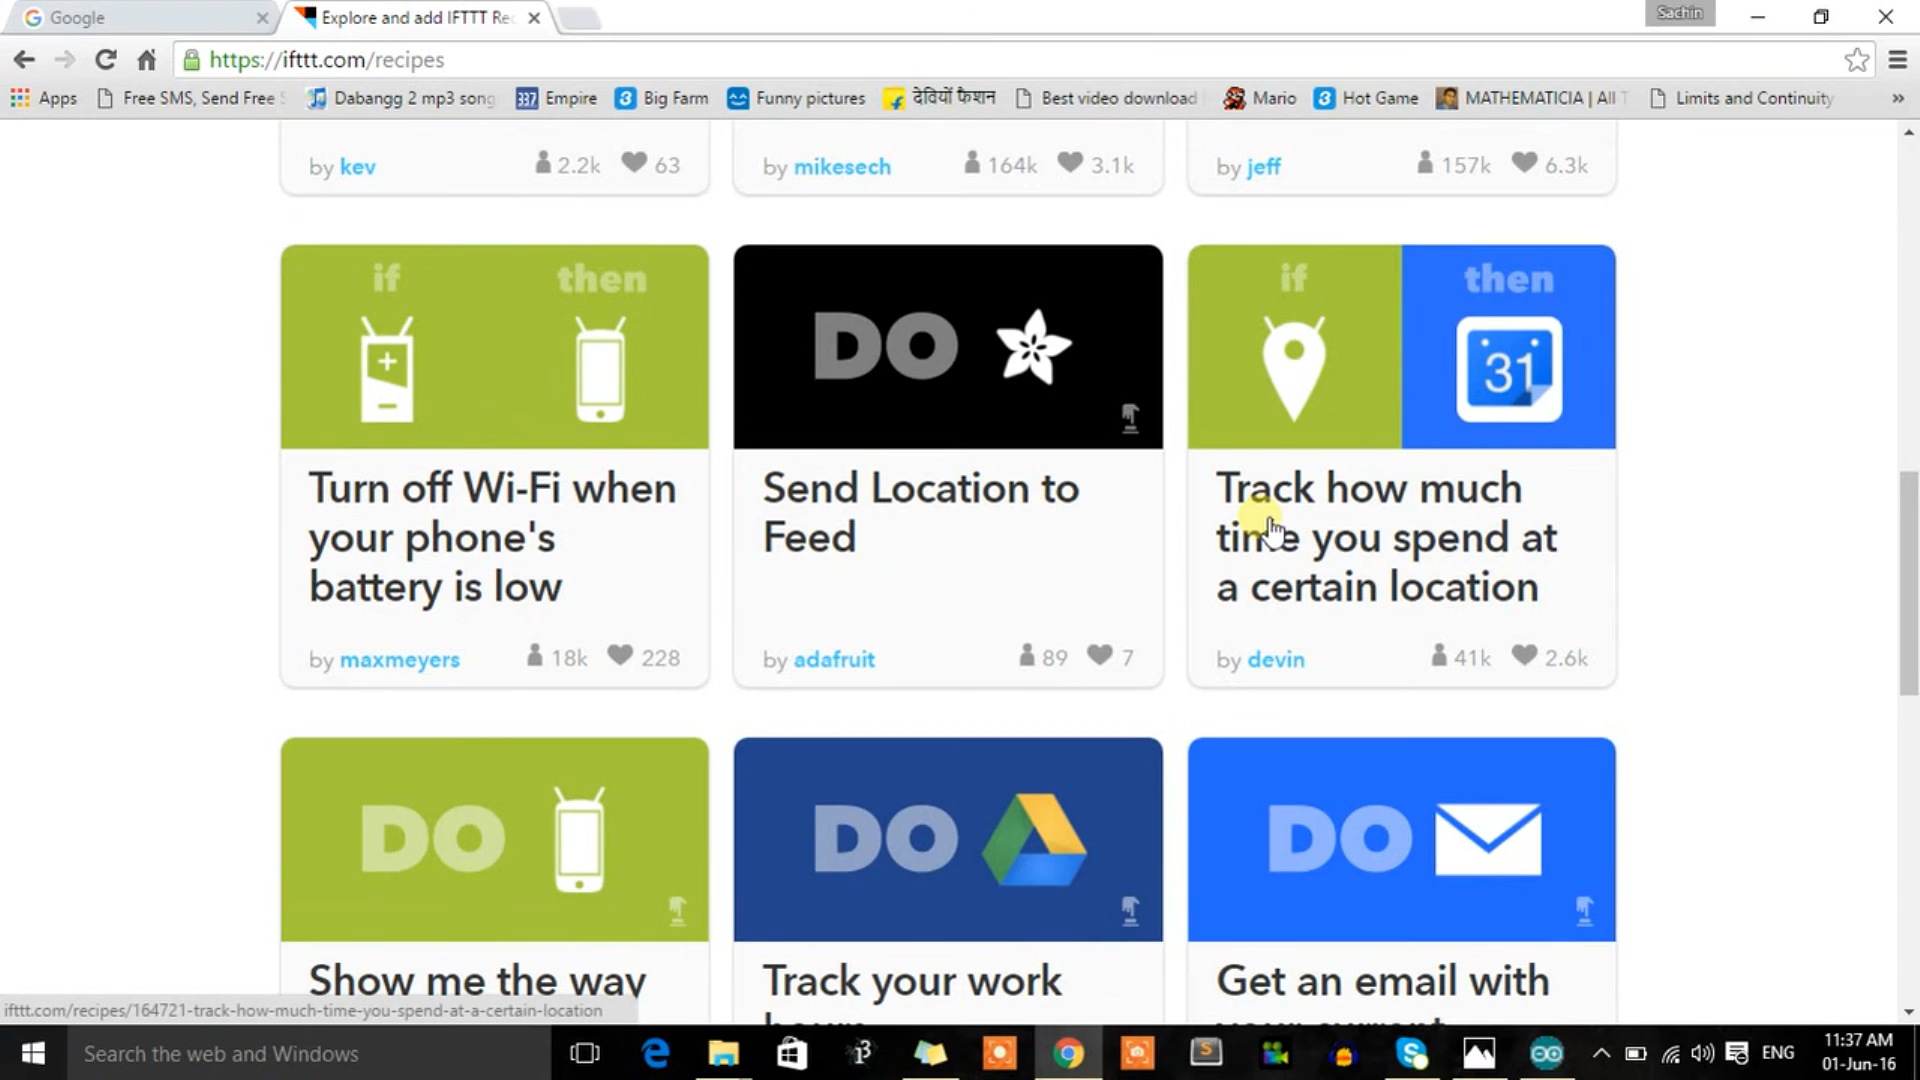 Google
Explore and add IFTTT Rec
Sachin
https://ifttt.com/recipes
Apps
Free SMS, Send Free S
Dabangg 2 mp3 song
Empire
Big Farm
Funny pictures
देवियों फैशन
Best video download
Mario
Hot Game
MATHEMATICIA | All T
Limits and Continuity
»
by kev 2.2k 63
by mikesech 164k 3.1k
by jeff 157k 6.3k
if then
Turn off Wi-Fi when
your phone's
battery is low
by maxmeyers 18k 228
DO
Send Location to
Feed
by adafruit 89 7
if then
31
Track how much
time you spend at
a certain location
by devin 41k 2.6k
DO
Show me the way
DO
Track your work
DO
Get an email with
ifttt.com/recipes/164721-track-how-much-time-you-spend-at-a-certain-location
Search the web and Windows
ENG
11:37 AM
01-Jun-16